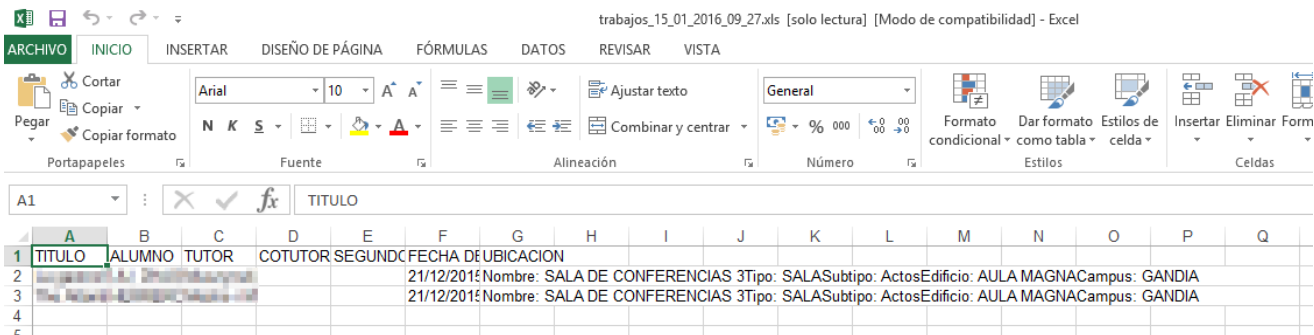 trabajos_15_01_2016_09_27.xls [solo lectura] [Modo de compatibilidad] - Excel
ARCHIVO INICIO INSERTAR DISEÑO DE PÁGINA FÓRMULAS DATOS REVISAR VISTA
Pegar
Cortar
Copiar
Copiar formato
Portapapeles
Arial 10
N K S
Fuente
Ajustar texto
Combinar y centrar
Alineación
General
% 000
Número
Formato condicional
Dar formato como tabla
Estilos de celda
Estilos
Insertar Eliminar Form
Celdas
A1 fx TITULO
A B C D E F G H I J K L M N O P Q
1 TITULO ALUMNO TUTOR COTUTOR SEGUNDO FECHA DE UBICACION
2 21/12/2015 Nombre: SALA DE CONFERENCIAS 3Tipo: SALASubtipo: ActosEdificio: AULA MAGNACampus: GANDIA
3 21/12/2015 Nombre: SALA DE CONFERENCIAS 3Tipo: SALASubtipo: ActosEdificio: AULA MAGNACampus: GANDIA
4